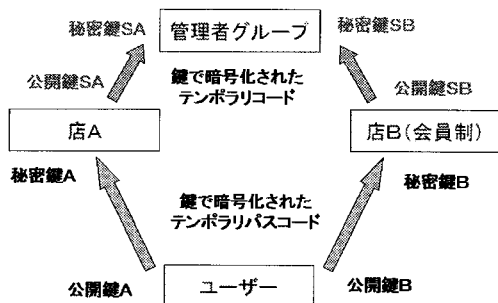 秘密鍵SA
管理者グループ
秘密鍵SB
公開鍵SA
鍵で暗号化された
テンポラリコード
公開鍵SB
店A
店B(会員制)
秘密鍵A
秘密鍵B
鍵で暗号化された
テンポラリパスコード
公開鍵A
ユーザー
公開鍵B